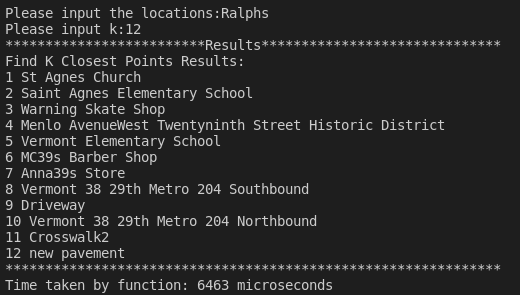 Please input the locations:Ralphs
Please input k:12
*************************Results*******************************
Find K Closest Points Results:
1 St Agnes Church
2 Saint Agnes Elementary School
3 Warning Skate Shop
4 Menlo AvenueWest Twentyninth Street Historic District
5 Vermont Elementary School
6 MC39s Barber Shop
7 Anna39s Store
8 Vermont 38 29th Metro 204 Southbound
9 Driveway
10 Vermont 38 29th Metro 204 Northbound
11 Crosswalk2
12 new pavement
**************************************************************
Time taken by function: 6463 microseconds